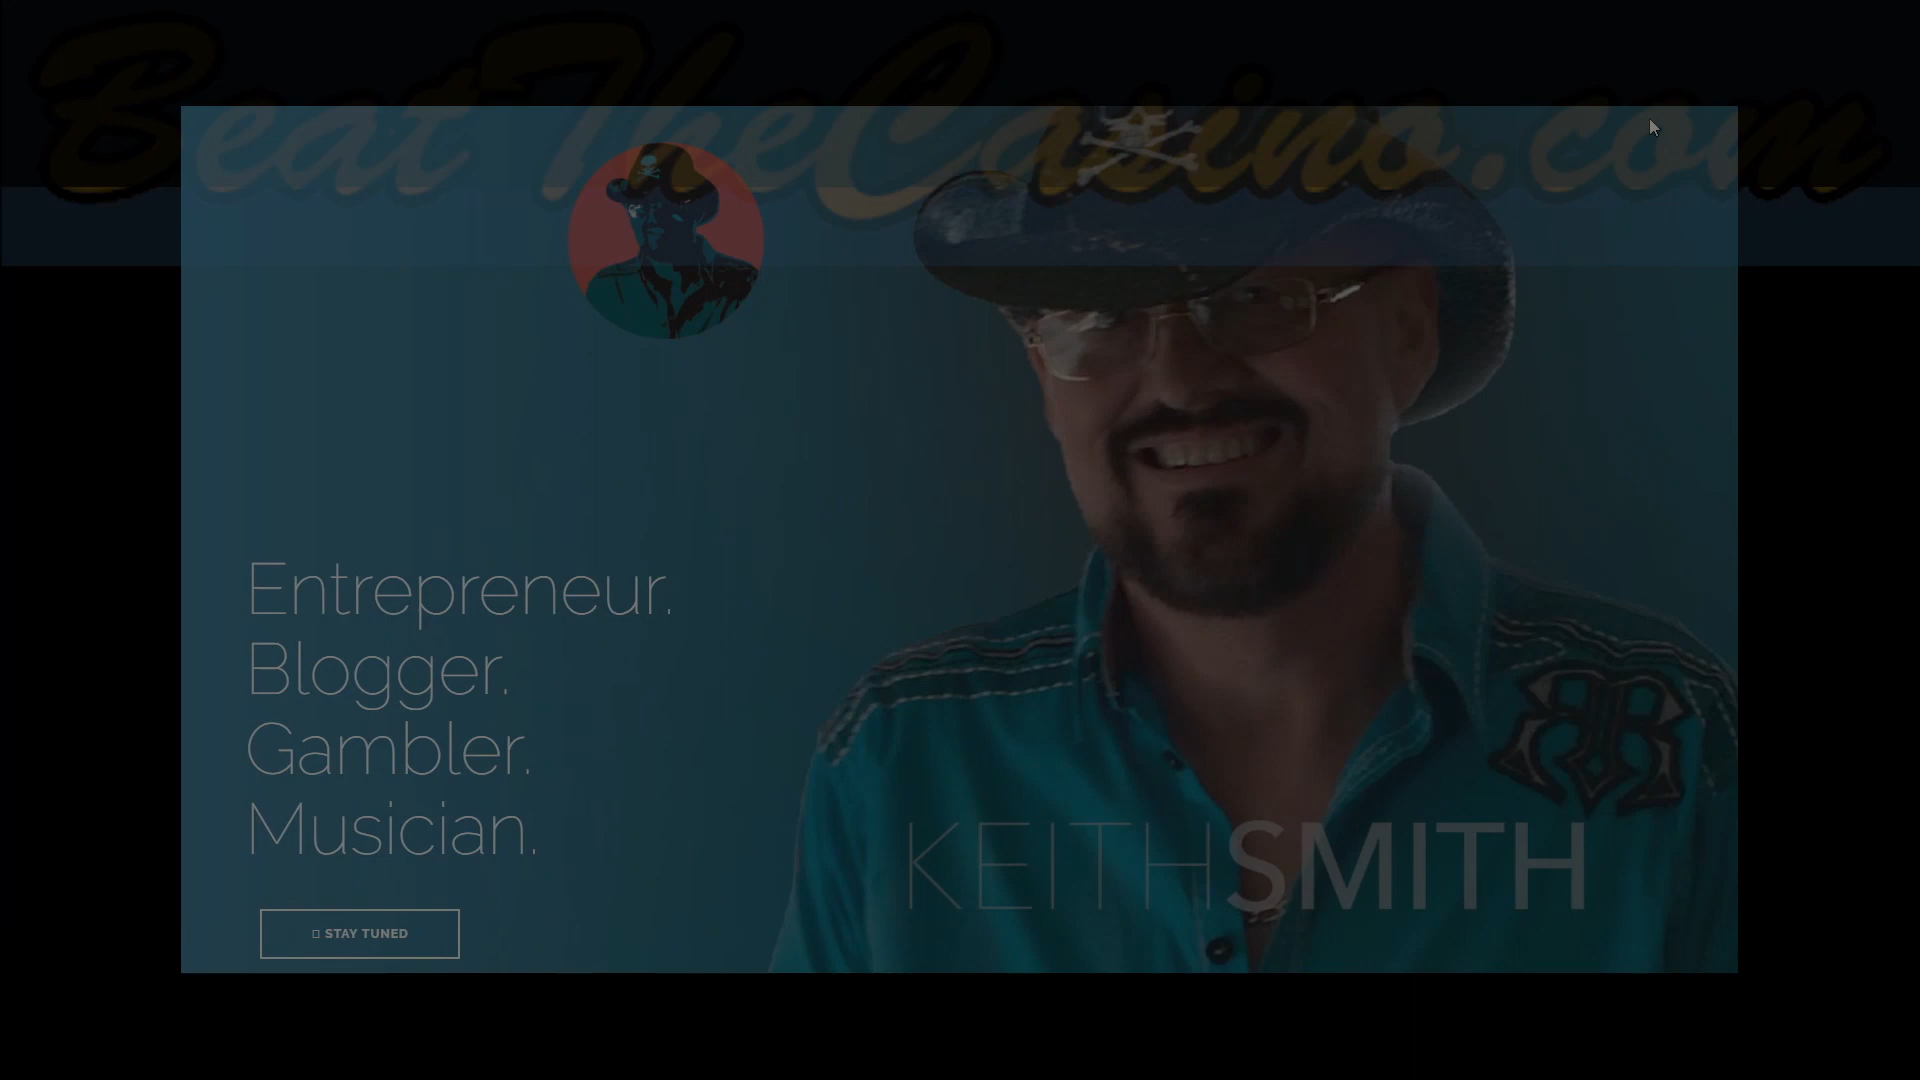 BeatTheCasino.com
Entrepreneur.
Blogger.
Gambler.
Musician.
KEITHSMITH
STAY TUNED